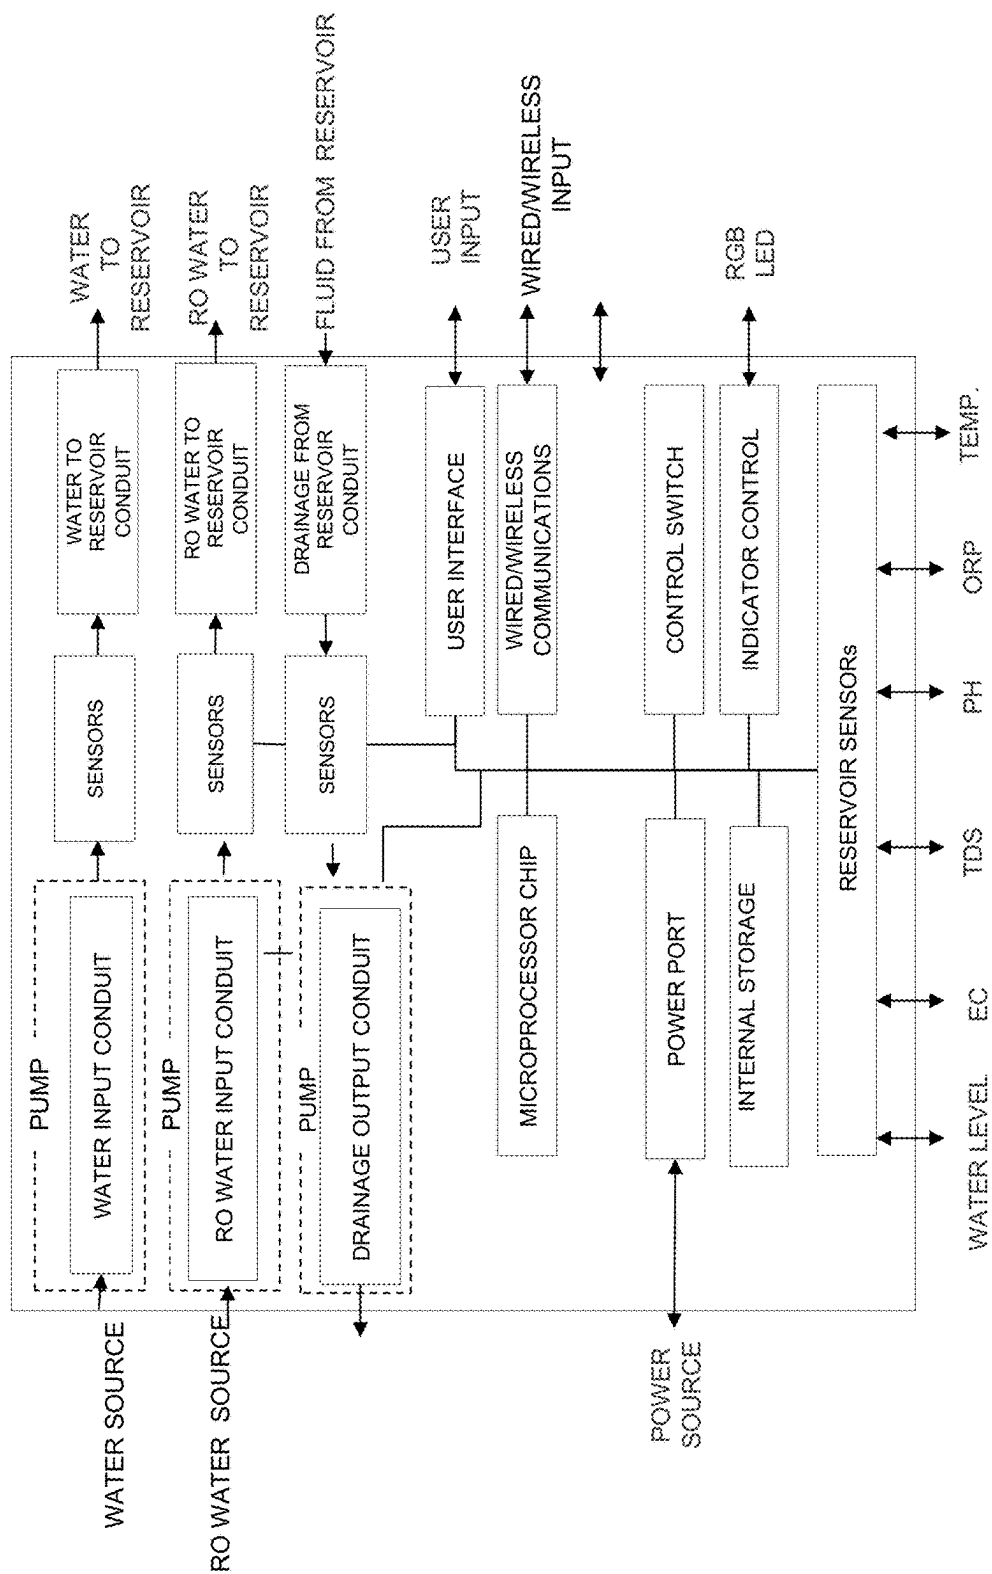 WATER SOURCE
PUMP
WATER INPUT CONDUIT
SENSORS
WATER TO
RESERVOIR
CONDUIT
WATER
TO
RESERVOIR
RO WATER SOURCE
PUMP
RO WATER INPUT CONDUIT
SENSORS
RO WATER TO
RESERVOIR
CONDUIT
RO WATER
TO
RESERVOIR
PUMP
DRAINAGE OUTPUT CONDUIT
SENSORS
DRAINAGE FROM
RESERVOIR
CONDUIT
FLUID FROM RESERVOIR
USER INTERFACE
USER
INPUT
MICROPROCESSOR CHIP
WIRED/WIRELESS
COMMUNICATIONS
WIRED/WIRELESS
INPUT
POWER
SOURCE
POWER PORT
CONTROL SWITCH
INTERNAL STORAGE
INDICATOR CONTROL
RGB
LED
RESERVOIR SENSORs
WATER LEVEL
EC
TDS
PH
ORP
TEMP.